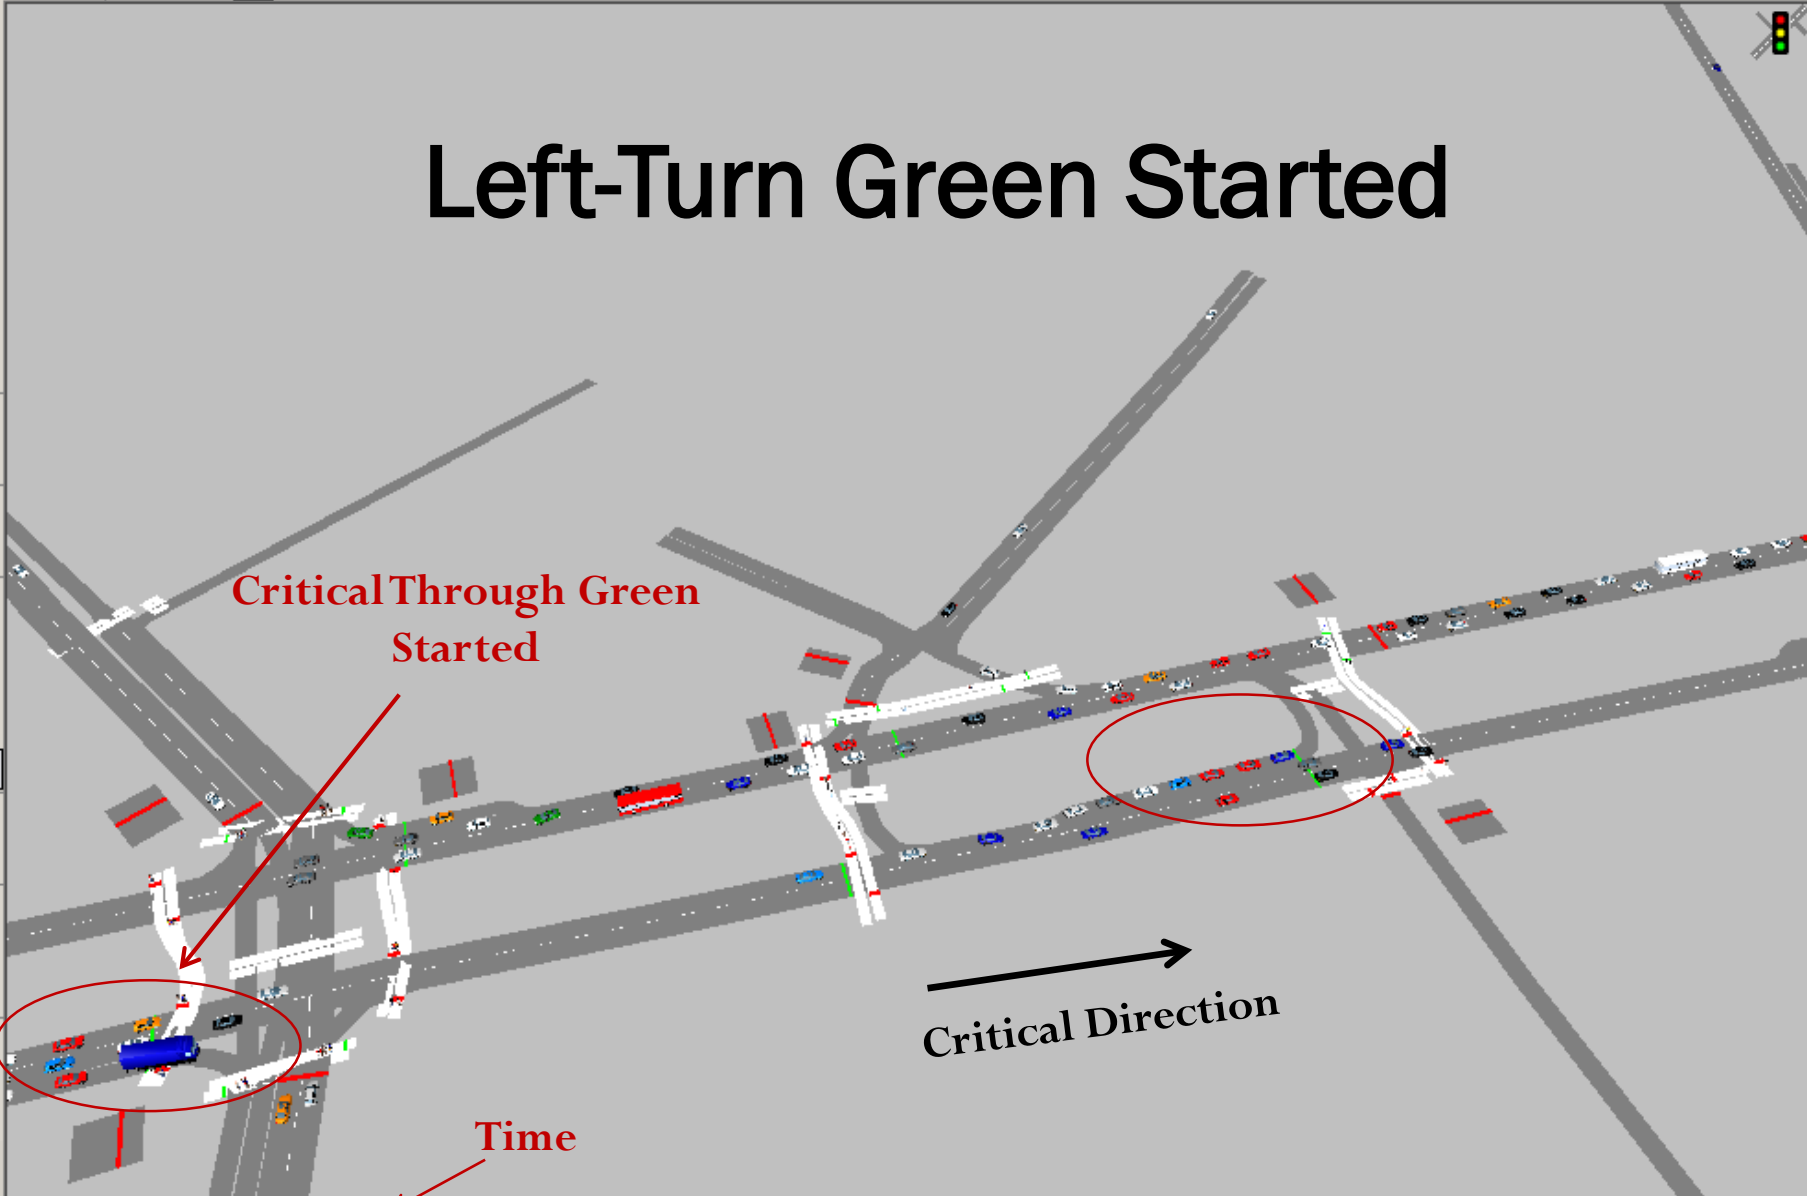 Left-Turn Green Started
Critical Through Green
Started
Critical Direction
Time